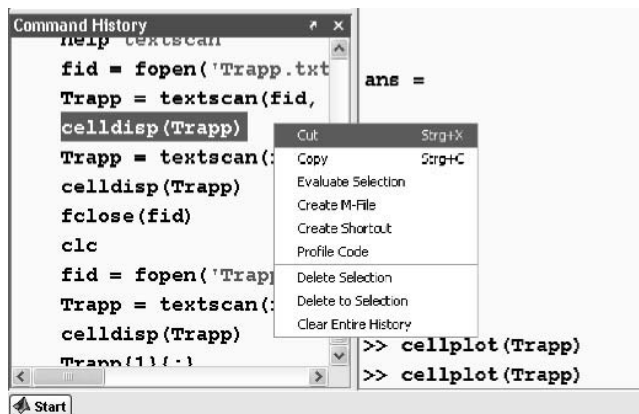 Command History
help textscan
fid = fopen('Trapp.txt
Trapp = textscan(fid,
celldisp(Trapp)
Trapp = textscan(
celldisp(Trapp)
fclose(fid)
clc
fid = fopen('Trapp
Trapp = textscan(
celldisp(Trapp)
Trapp{1}{:}
Cut Strg+X
Copy Strg+C
Evaluate Selection
Create M-File
Create Shortcut
Profile Code
Delete Selection
Delete to Selection
Clear Entire History
ans =
>> cellplot(Trapp)
>> cellplot(Trapp)
Start